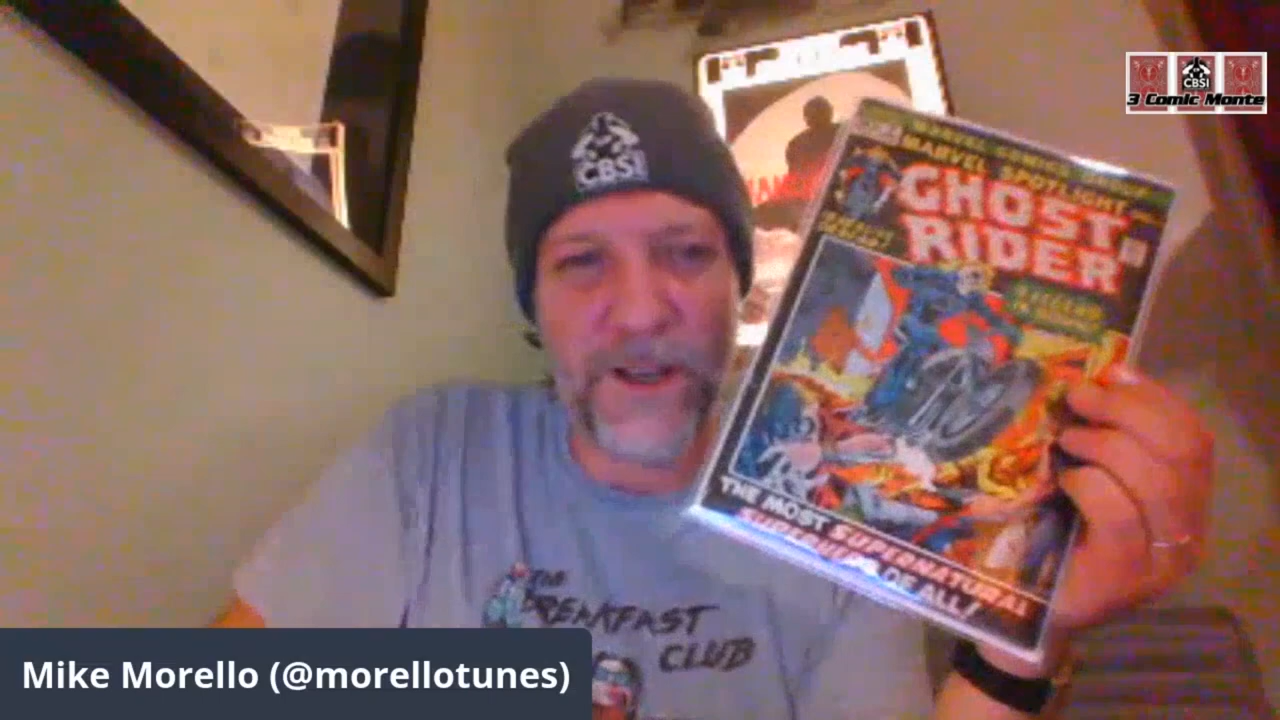 CBSI
3 Comic Monte
CBSI
MARVEL COMICS GROUP
MARVEL SPOTLIGHT
GHOST
RIDER
THE MOST SUPERNATURAL
SUPERHERO OF ALL!
THE
BREAKFAST
CLUB
Mike Morello (@morellotunes)